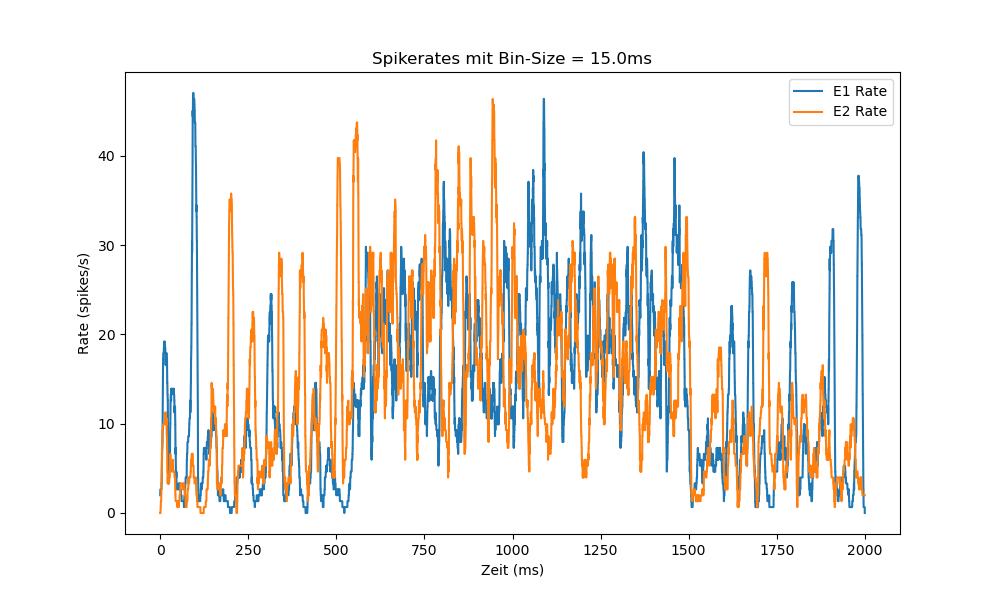 Spikerates mit Bin-Size = 15.0ms
E1 Rate
E2 Rate
40
30
20
10
0
Rate (spikes/s)
0 250 500 750 1000 1250 1500 1750 2000
Zeit (ms)